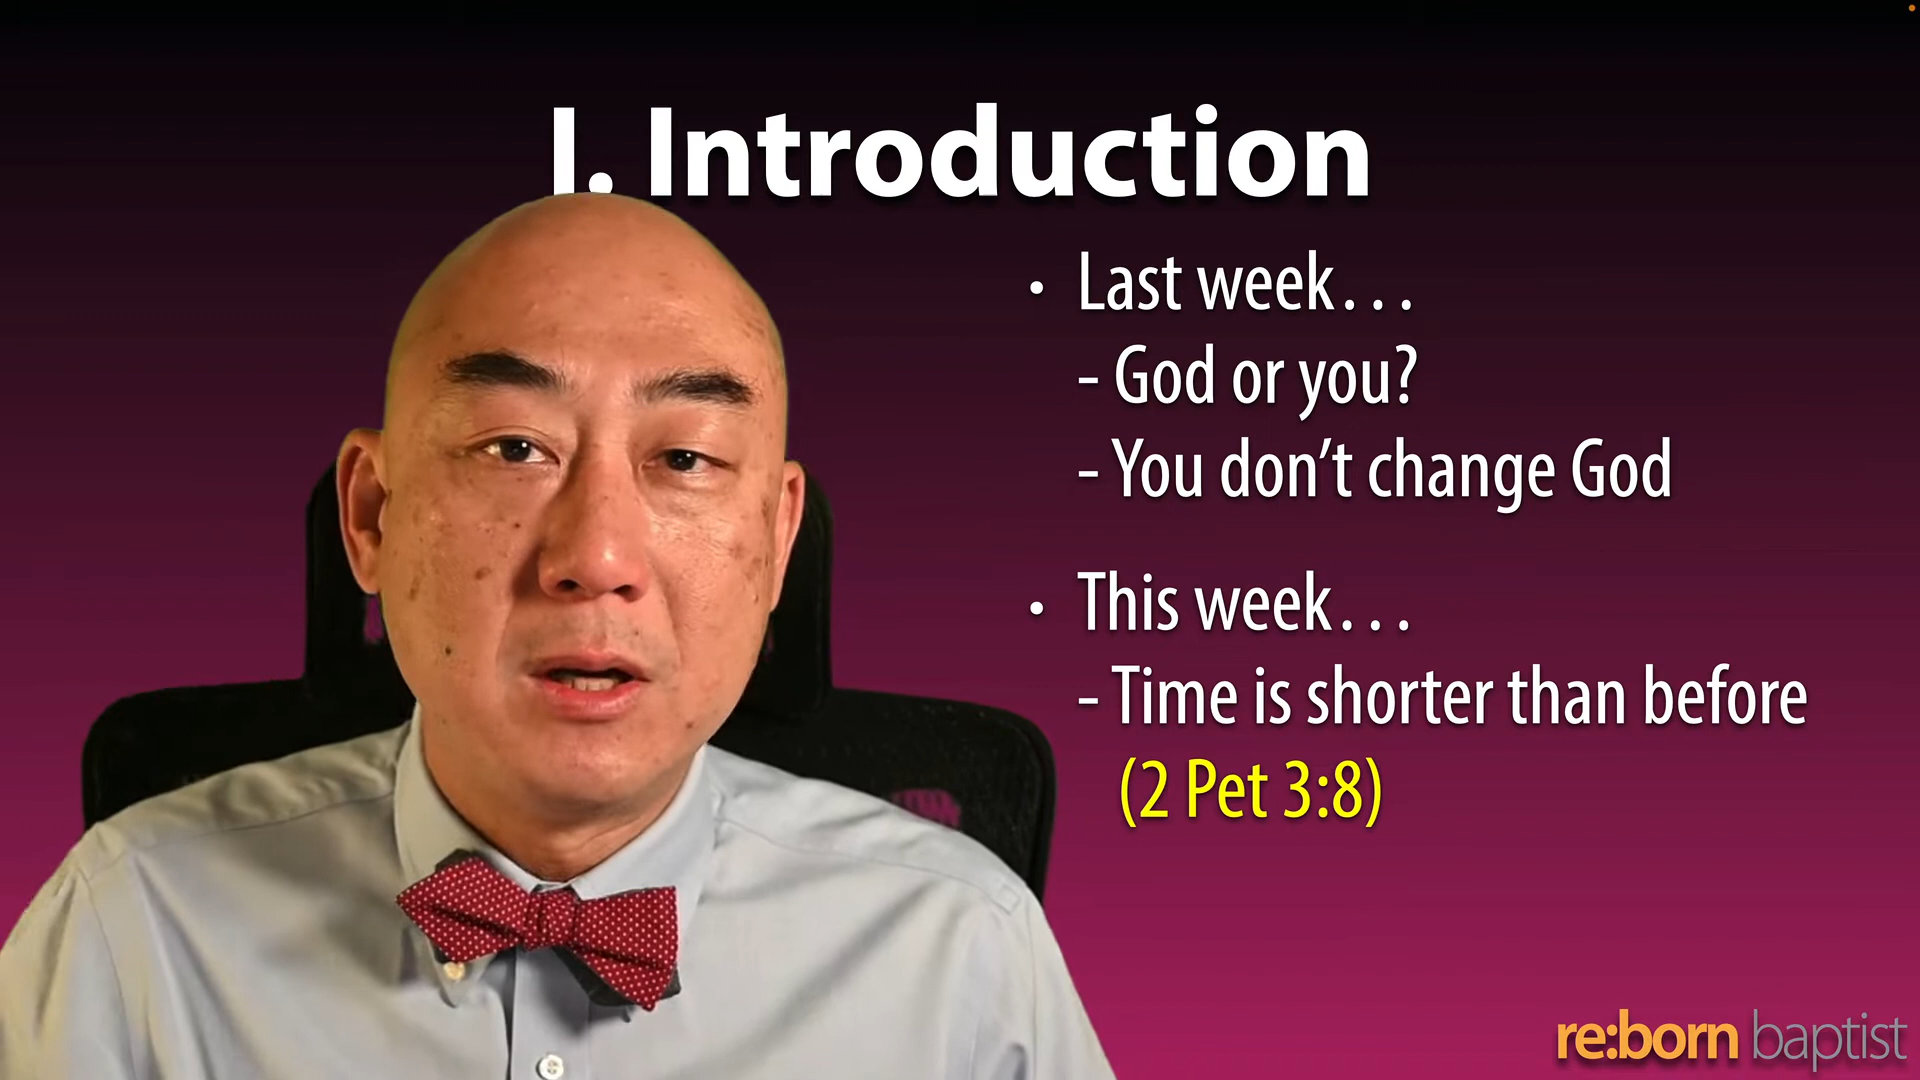 I. Introduction
• Last week...
- God or you?
- You don't change God
• This week...
- Time is shorter than before
(2 Pet 3:8)
re:born baptist